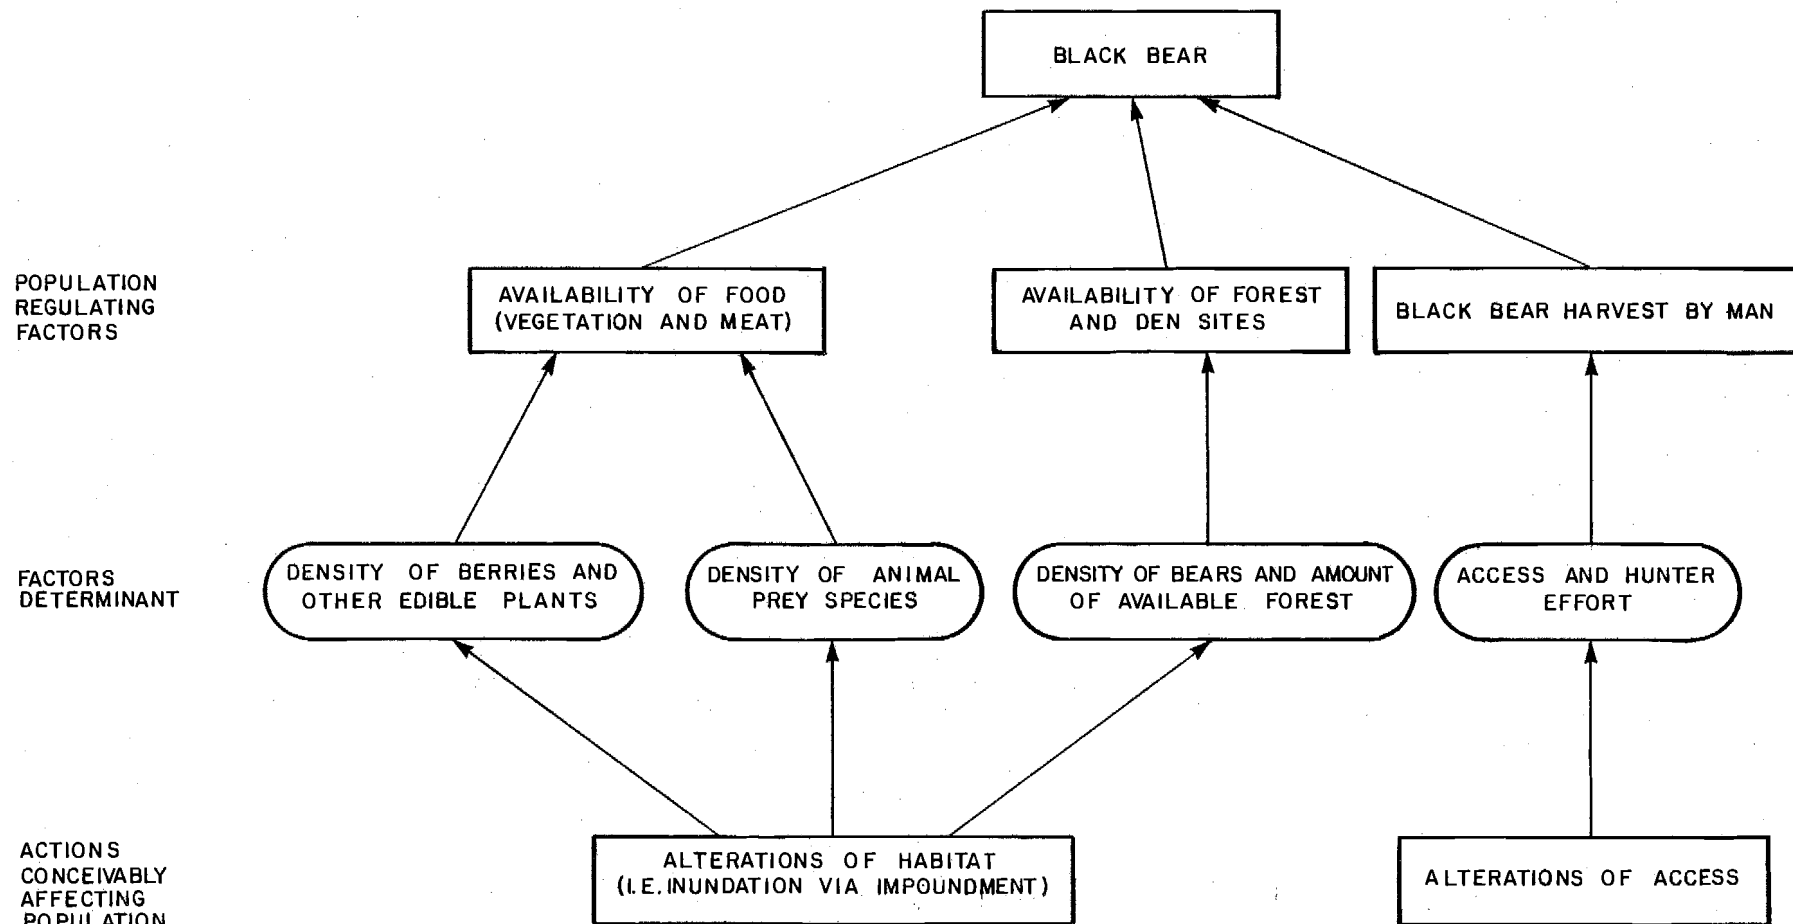 BLACK BEAR
POPULATION
REGULATING
FACTORS
AVAILABILITY OF FOOD
(VEGETATION AND MEAT)
AVAILABILITY OF FOREST
AND DEN SITES
BLACK BEAR HARVEST BY MAN
FACTORS
DETERMINANT
DENSITY OF BERRIES AND
OTHER EDIBLE PLANTS
DENSITY OF ANIMAL
PREY SPECIES
DENSITY OF BEARS AND AMOUNT
OF AVAILABLE FOREST
ACCESS AND HUNTER
EFFORT
ACTIONS
CONCEIVABLY
AFFECTING
POPULATION
ALTERATIONS OF HABITAT
(I.E. INUNDATION VIA IMPOUNDMENT)
ALTERATIONS OF ACCESS